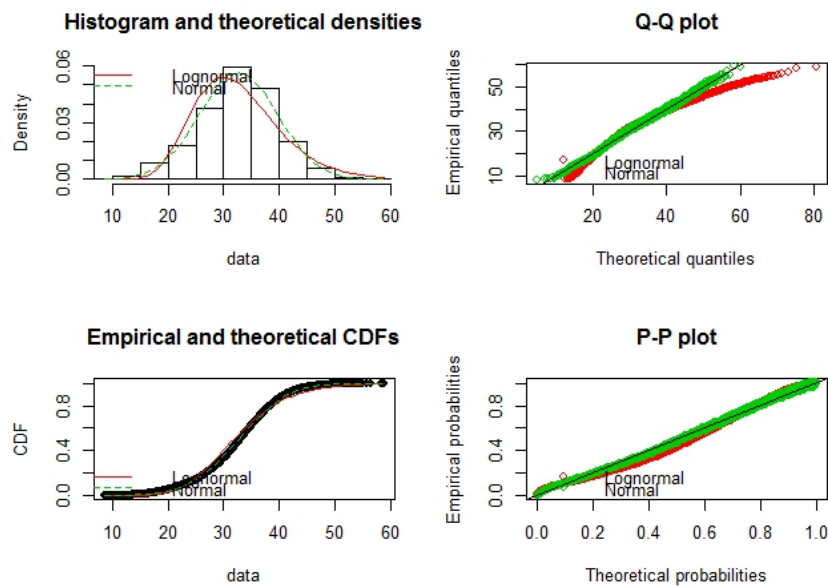 Histogram and theoretical densities
Density
0.00 0.03 0.06
Lognormal
Normal
10 20 30 40 50 60
data
Q-Q plot
Empirical quantiles
10 30 50
Lognormal
Normal
20 40 60 80
Theoretical quantiles
Empirical and theoretical CDFs
CDF
0.0 0.4 0.8
Lognormal
Normal
10 20 30 40 50 60
data
P-P plot
Empirical probabilities
0.0 0.4 0.8
Lognormal
Normal
0.0 0.2 0.4 0.6 0.8 1.0
Theoretical probabilities